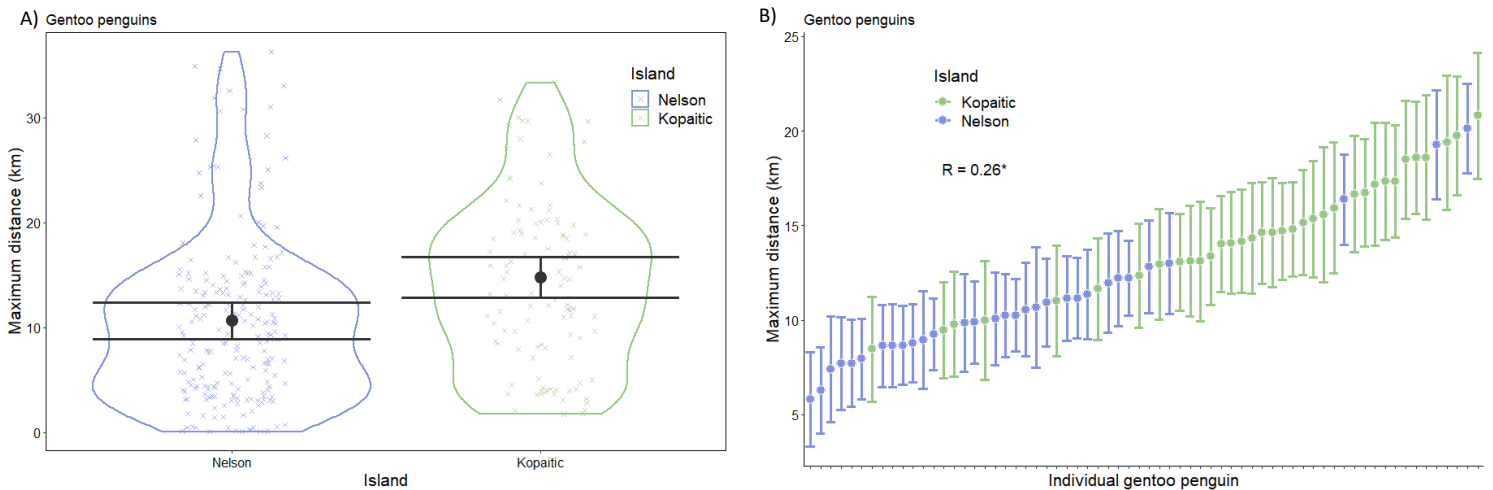 A)
Gentoo penguins
Maximum distance (km)
30
20
10
0
Island
Nelson
Kopaitic
Nelson
Kopaitic
Island
B)
Gentoo penguins
Maximum distance (km)
25
20
15
10
5
Island
Kopaitic
Nelson
R = 0.26*
Individual gentoo penguin